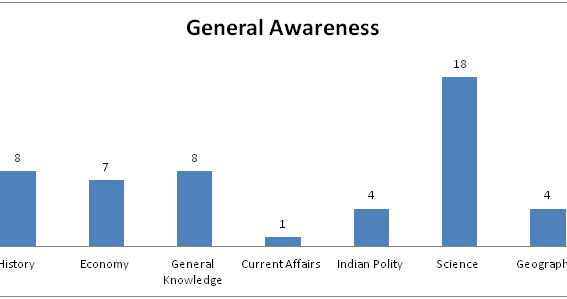 General Awareness
18
8
7
8
4
4
1
History
Economy
General
Knowledge
Current Affairs
Indian Polity
Science
Geograph